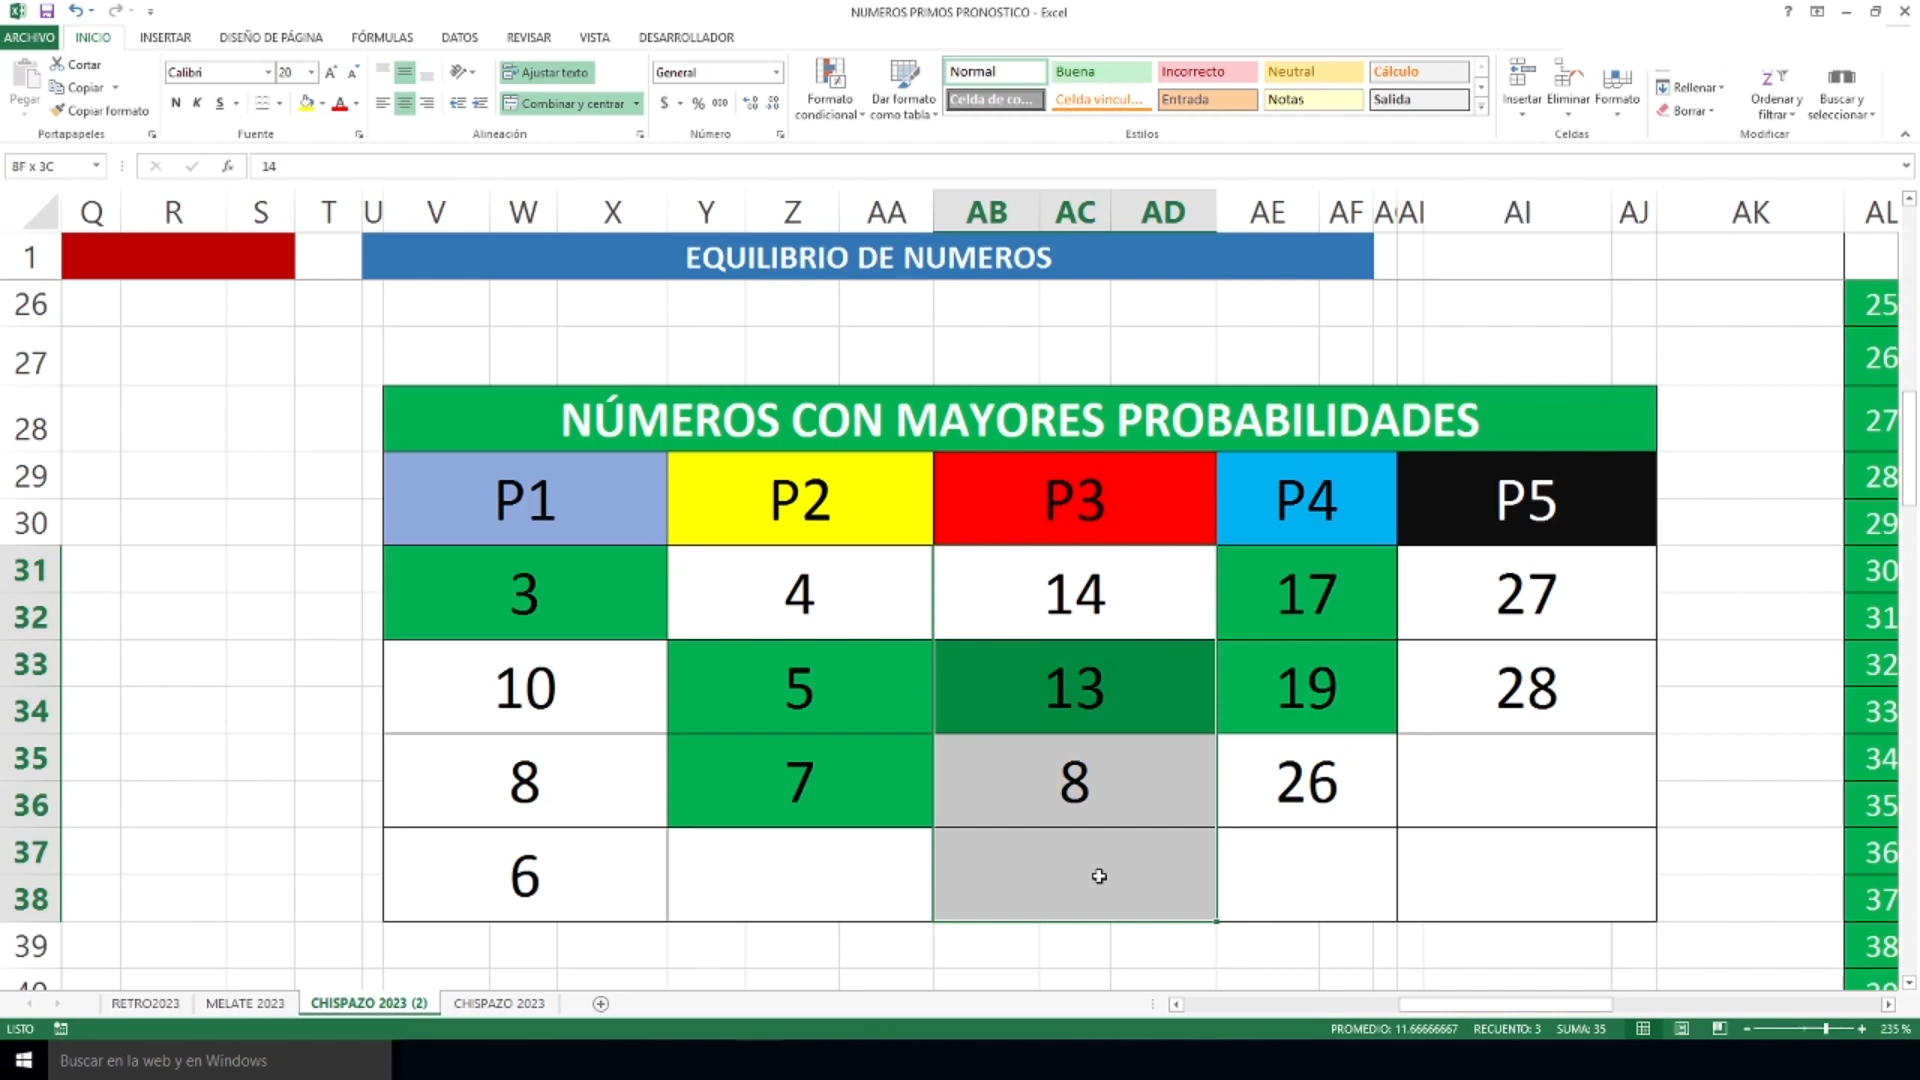 NUMEROS PRIMOS PRONOSTICO - Excel
ARCHIVO INICIO INSERTAR DISEÑO DE PÁGINA FÓRMULAS DATOS REVISAR VISTA DESARROLLADOR
Pegar
Cortar
Copiar
Copiar formato
Portapapeles
Calibri 20
N K S
Fuente
Ajustar texto
Combinar y centrar
Alineación
General
$ % 000
Número
Formato condicional
Dar formato como tabla
Normal Buena Incorrecto Neutral Cálculo
Celda de co... Celda vincul... Entrada Notas Salida
Estilos
Insertar Eliminar Formato
Celdas
Rellenar
Borrar
Ordenar y filtrar
Buscar y seleccionar
Modificar
8F x 3C fx 14
Q R S T U V W X Y Z AA AB AC AD AE AF AI AJ AK AL
1 EQUILIBRIO DE NUMEROS
26 25
27 26
28 NÚMEROS CON MAYORES PROBABILIDADES 27
29 28
P1 P2 P3 P4 P5
30 29
31 30
3 4 14 17 27
32 31
33 32
10 5 13 19 28
34 33
35 34
8 7 8 26
36 35
37 36
6
38 37
39 38
40 39
RETRO2023 MELATE 2023 CHISPAZO 2023 (2) CHISPAZO 2023
LISTO PROMEDIO: 11.66666667 RECUENTO: 3 SUMA: 35 235 %
Buscar en la web y en Windows